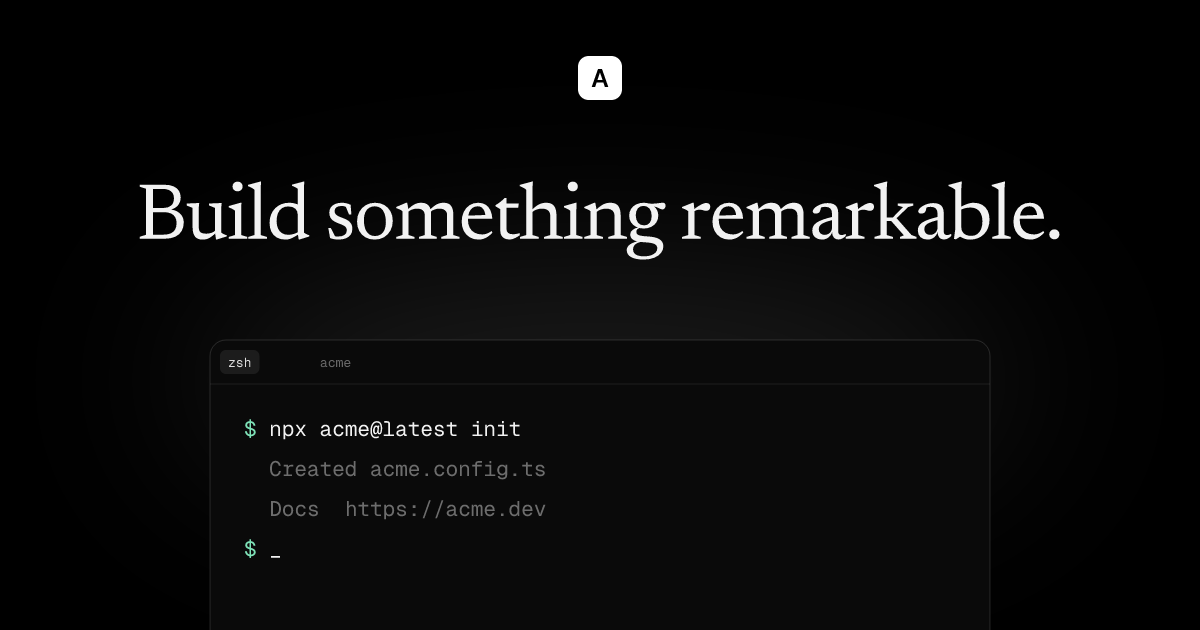 A
Build something remarkable.
zsh acme
$ npx acme@latest init
Created acme.config.ts
Docs  https://acme.dev
$ _